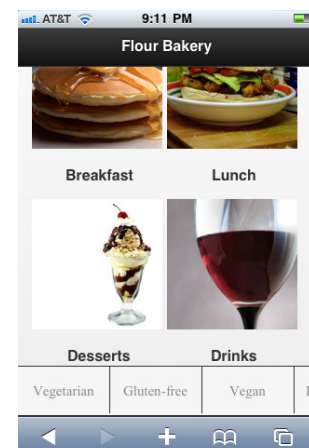 AT&T 9:11 PM
Flour Bakery
Breakfast Lunch
Desserts Drinks
Vegetarian Gluten-free Vegan